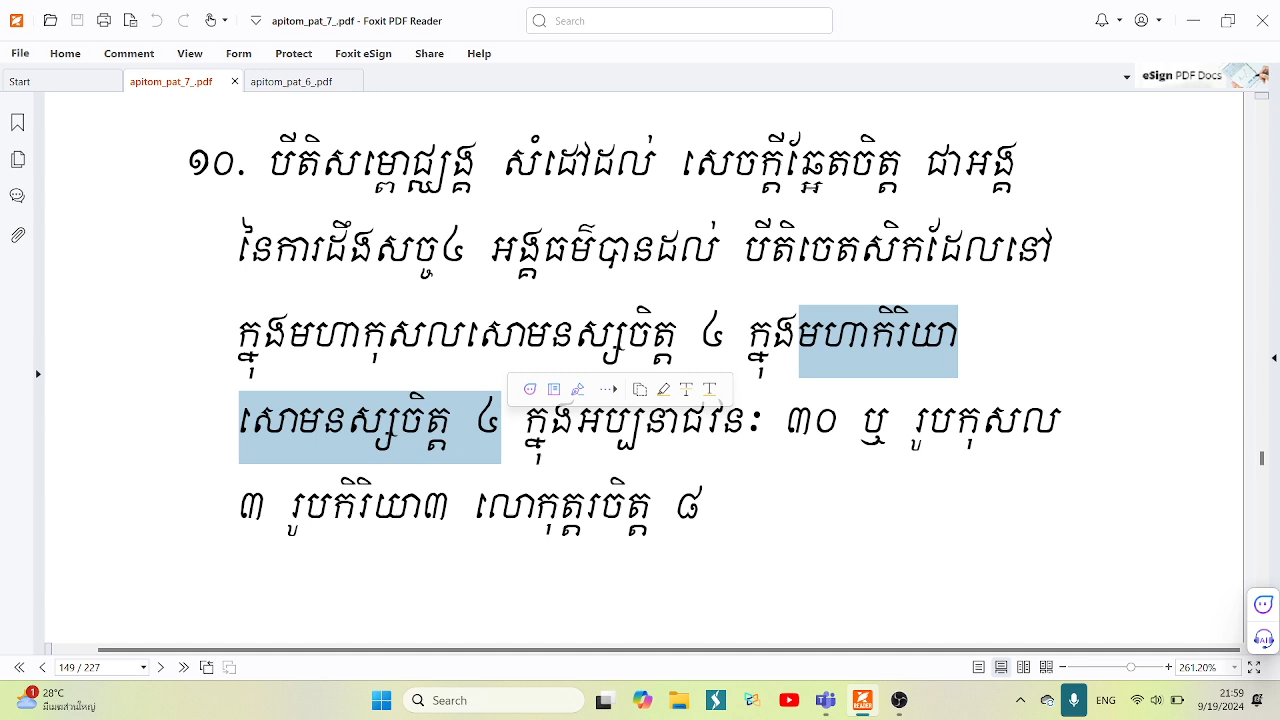 apitom_pat_7_.pdf - Foxit PDF Reader
Search
File Home Comment View Form Protect Foxit eSign Share Help
Start apitom_pat_7_.pdf apitom_pat_6_.pdf
eSign PDF Docs
១០. បីតិសម្ពោជ្ឈង្គ សំដៅដល់ សេចក្ដីឆ្អែតចិត្ត ជាអង្គ
នៃការដឹងសច្ច៤ អង្គធម៌បានដល់ បីតិចេតសិកដែលនៅ
ក្នុងមហាកុសលសោមនស្សចិត្ត ៤ ក្នុងមហាកិរិយា
សោមនស្សចិត្ត ៤ ក្នុងអប្បនាជវនៈ ៣០ ឬ រូបកុសល
៣ រូបកិរិយា៣ លោកុត្តរចិត្ត ៨
149 / 227
261.20%
1
28°C
Search
READER
AI
ENG
21:59
9/19/2024